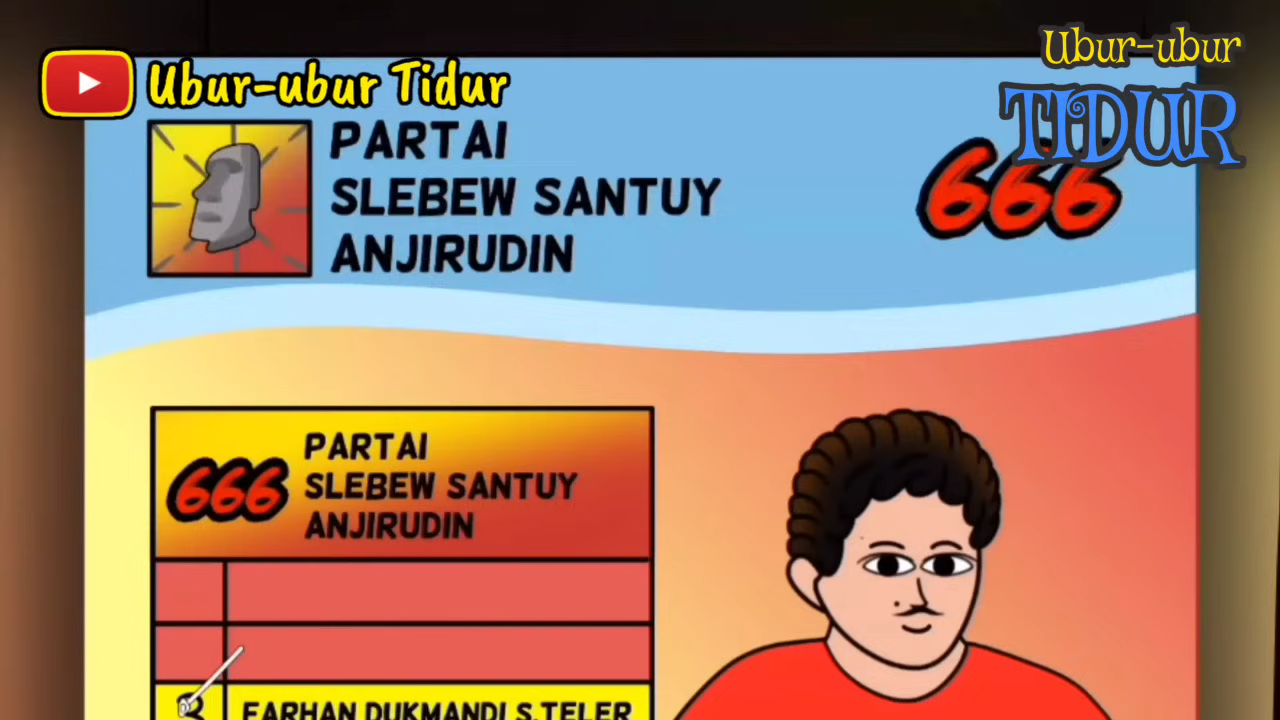 Ubur-ubur Tidur
Ubur-ubur
TIDUR
PARTAI
SLEBEW SANTUY
ANJIRUDIN
666
666
PARTAI
SLEBEW SANTUY
ANJIRUDIN
3
FARHAN DUKMANDI S.TELER